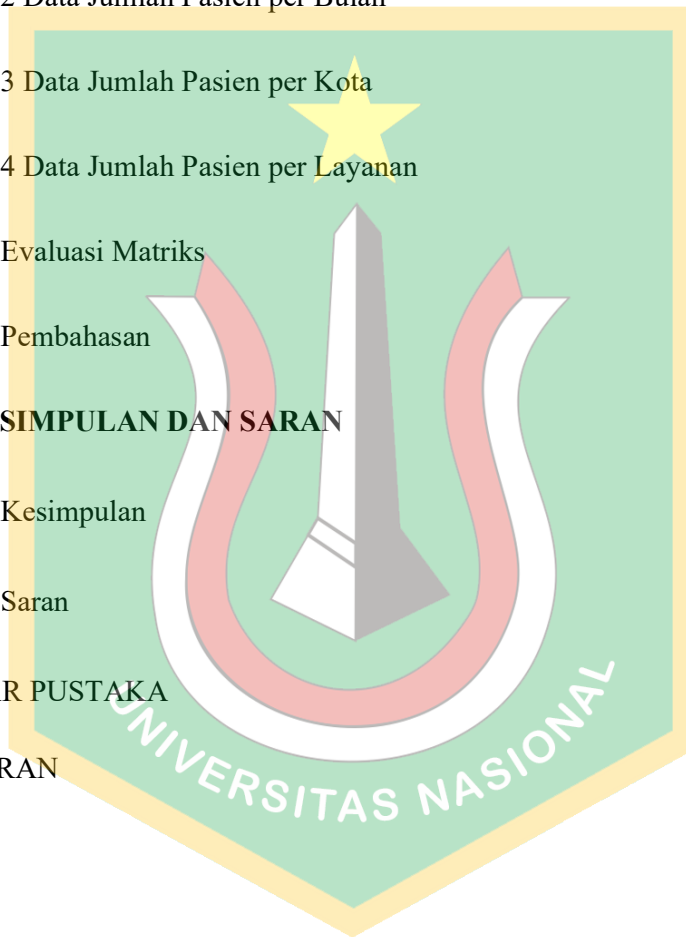 2 Data Jumlah Pasien per Bulan
3 Data Jumlah Pasien per Kota
4 Data Jumlah Pasien per Layanan
Evaluasi Matriks
Pembahasan
SIMPULAN DAN SARAN
Kesimpulan
Saran
R PUSTAKA
RAN
UNIVERSITAS NASIONAL